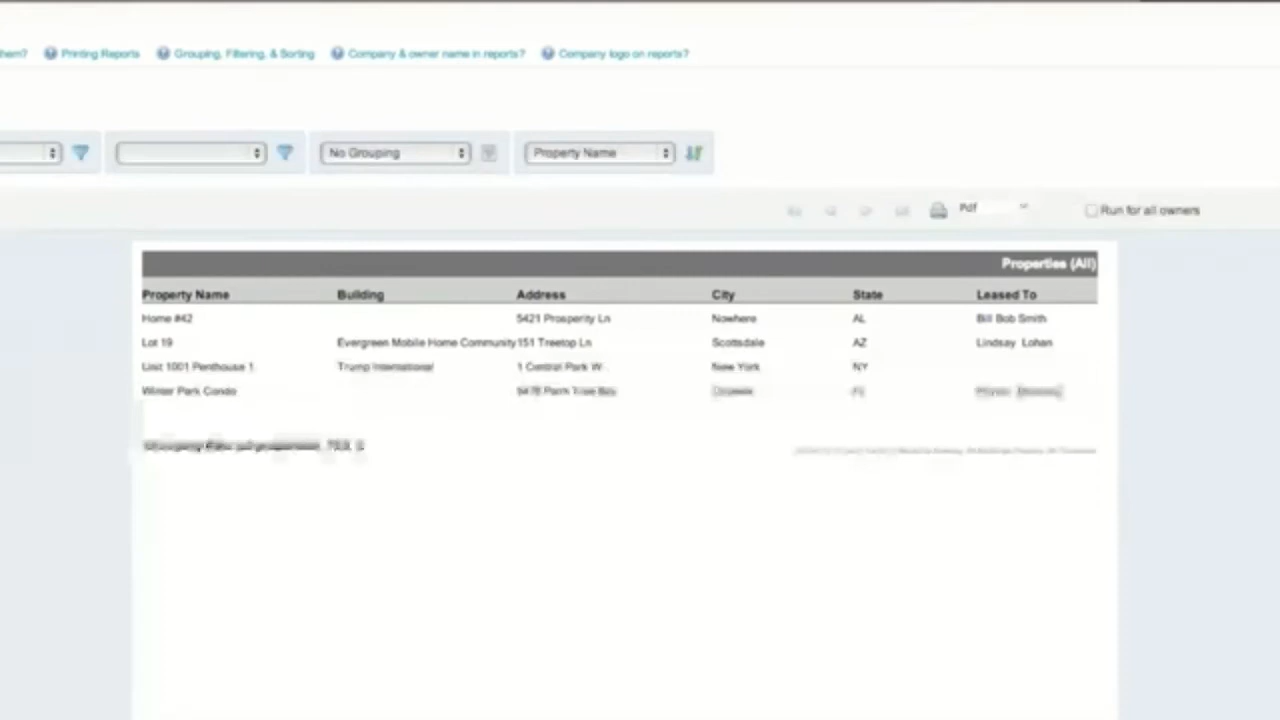 hem? Printing Reports Grouping, Filtering, & Sorting Company & owner name in reports? Company logo on reports?
No Grouping Property Name
Pdf Run for all owners
Properties (All)
Property Name Building Address City State Leased To
Home #42 5421 Prosperity Ln Nowhere AL Bill Bob Smith
Lot 19 Evergreen Mobile Home Community 151 Treetop Ln Scottsdale AZ Lindsay Lohan
Unit 1001 Penthouse 1 Trump International 1 Central Park W New York NY
Winter Park Condo